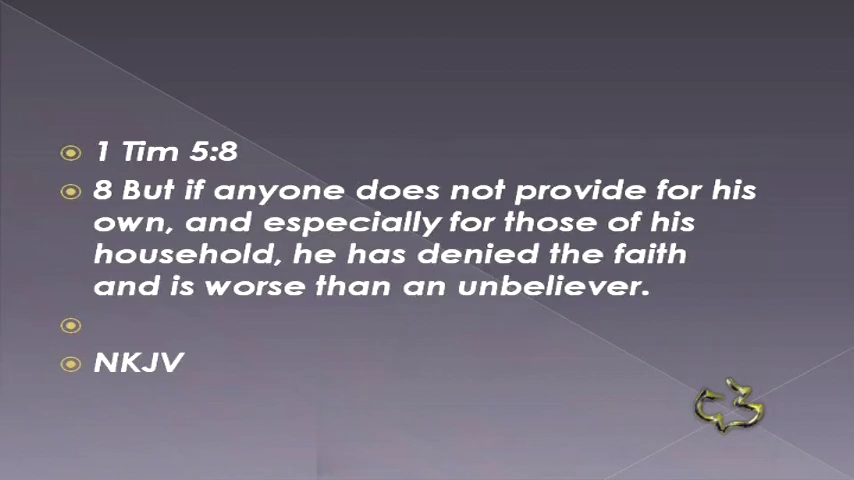 1 Tim 5:8
8 But if anyone does not provide for his
own, and especially for those of his
household, he has denied the faith
and is worse than an unbeliever.
NKJV
C3